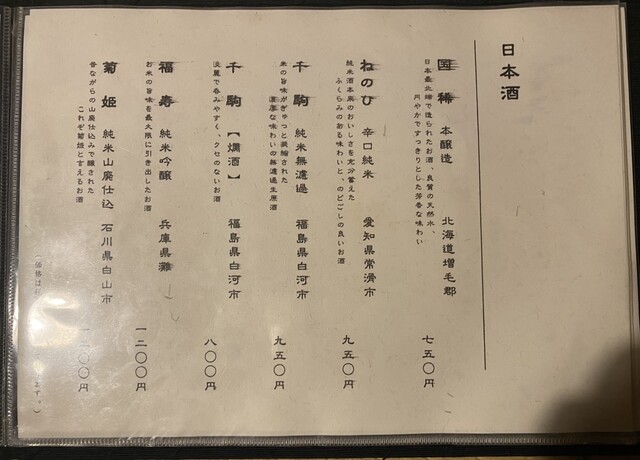 日本酒
国稀 本醸造 北海道増毛郡 七五〇円
日本最北端で造られたお酒、良質の天然水、
円やかですっきりとした芳香な味わい
ねのひ 辛口純米 愛知県常滑市 九五〇円
純米酒本来のおいしさを充分蓄えた
ふくらみのある味わいと、のどごしの良いお酒
千駒 純米無濾過 福島県白河市 九五〇円
米の旨味がぎゅっと凝縮された
濃厚な味わいの無濾過生原酒
千駒【燗酒】 福島県白河市 八〇〇円
淡麗で呑みやすく、クセのないお酒
福寿 純米吟醸 兵庫県灘 一二〇〇円
お米の旨味を最大限に引き出したお酒
菊姫 純米山廃仕込 石川県白山市 一二〇〇円
昔ながらの山廃仕込みで醸された
これぞ菊姫と言えるお酒
(価格は ます。)